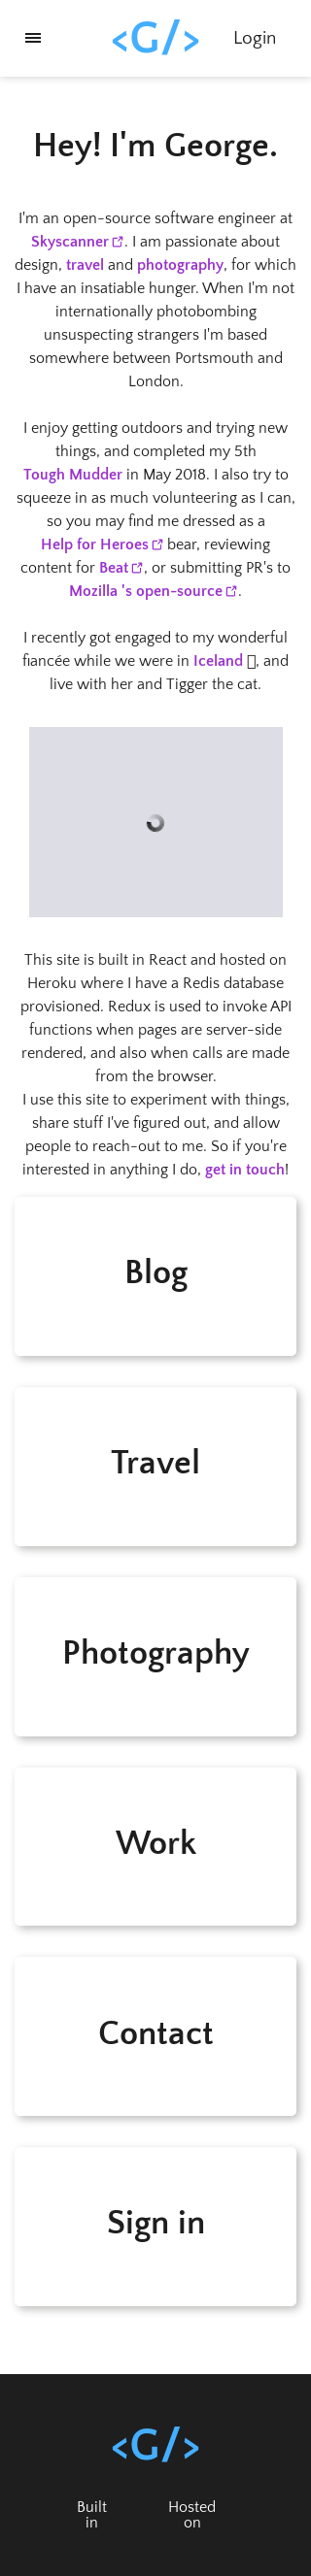 <G/>
Login
Hey! I'm George.
I'm an open-source software engineer at
Skyscanner. I am passionate about
design, travel and photography, for which
I have an insatiable hunger. When I'm not
internationally photobombing
unsuspecting strangers I'm based
somewhere between Portsmouth and
London.
I enjoy getting outdoors and trying new
things, and completed my 5th
Tough Mudder in May 2018. I also try to
squeeze in as much volunteering as I can,
so you may find me dressed as a
Help for Heroes bear, reviewing
content for Beat, or submitting PR's to
Mozilla 's open-source.
I recently got engaged to my wonderful
fiancée while we were in Iceland , and
live with her and Tigger the cat.
This site is built in React and hosted on
Heroku where I have a Redis database
provisioned. Redux is used to invoke API
functions when pages are server-side
rendered, and also when calls are made
from the browser.
I use this site to experiment with things,
share stuff I've figured out, and allow
people to reach-out to me. So if you're
interested in anything I do, get in touch!
Blog
Travel
Photography
Work
Contact
Sign in
<G/>
Built
in
Hosted
on